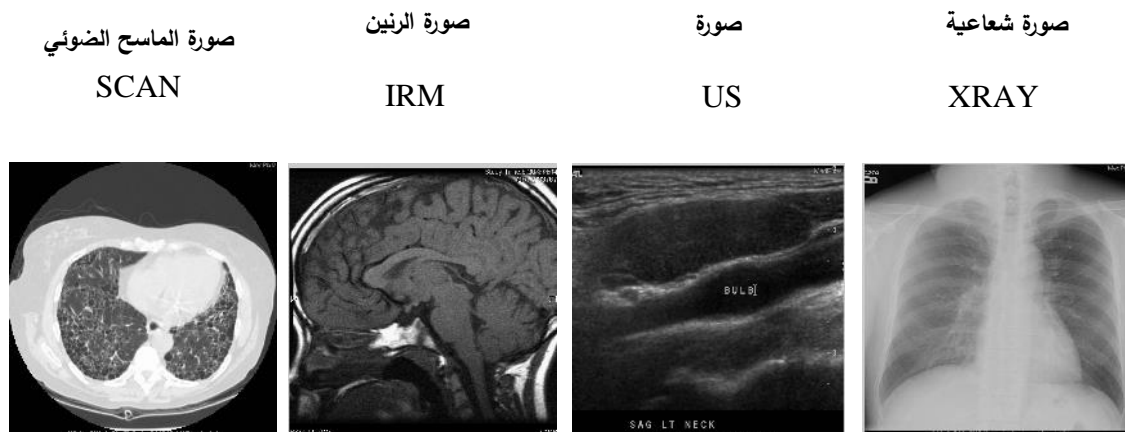 صورة الماسح الضوئي
SCAN
صورة الرنين
IRM
صورة
US
صورة شعاعية
XRAY
BULB
SAG LT NECK